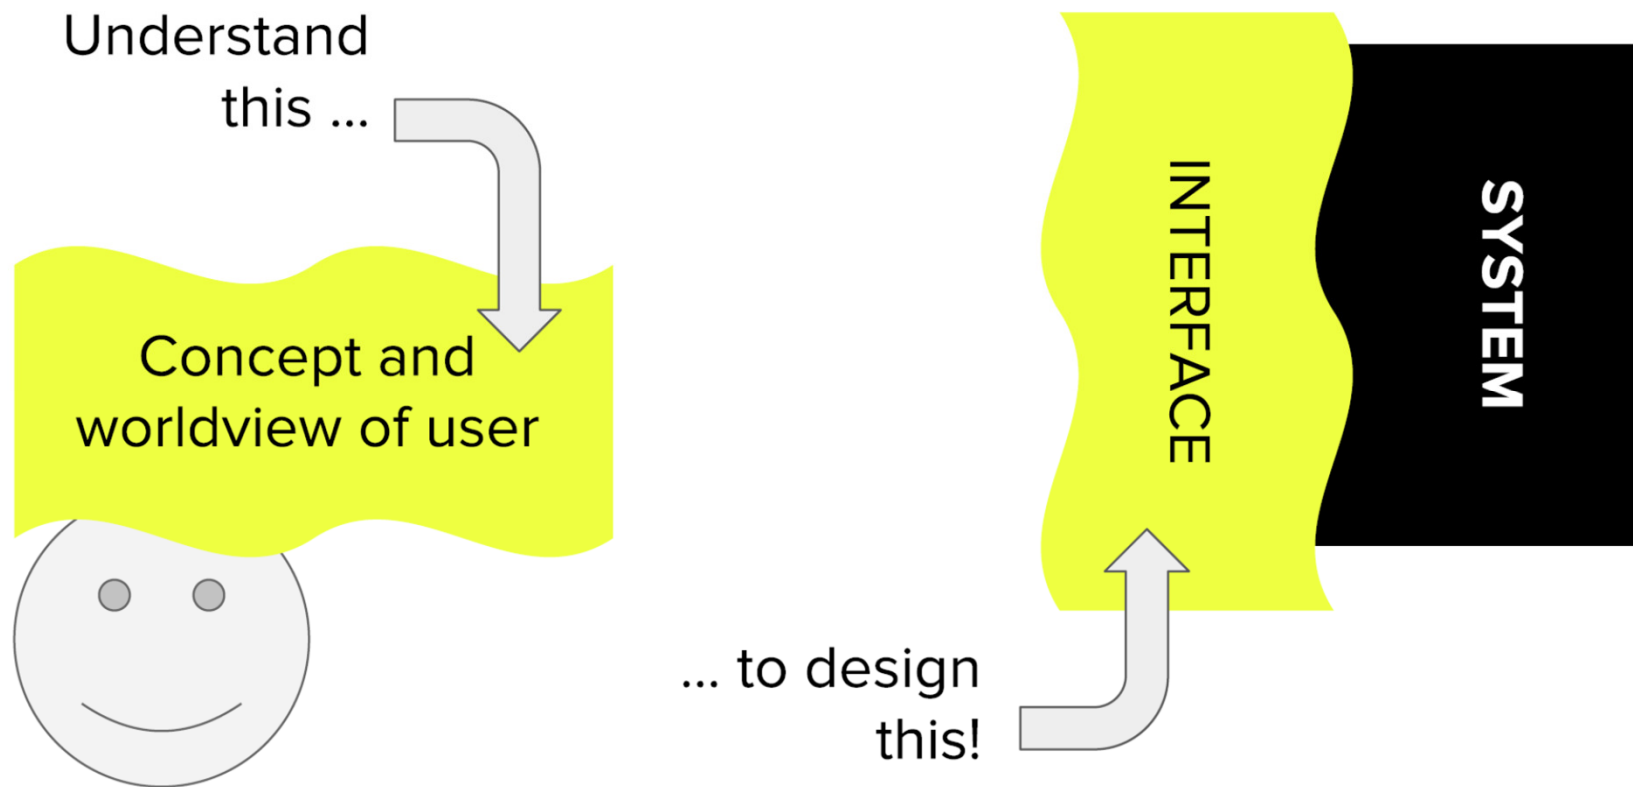 Understand
this ...
Concept and
worldview of user
INTERFACE
SYSTEM
... to design
this!